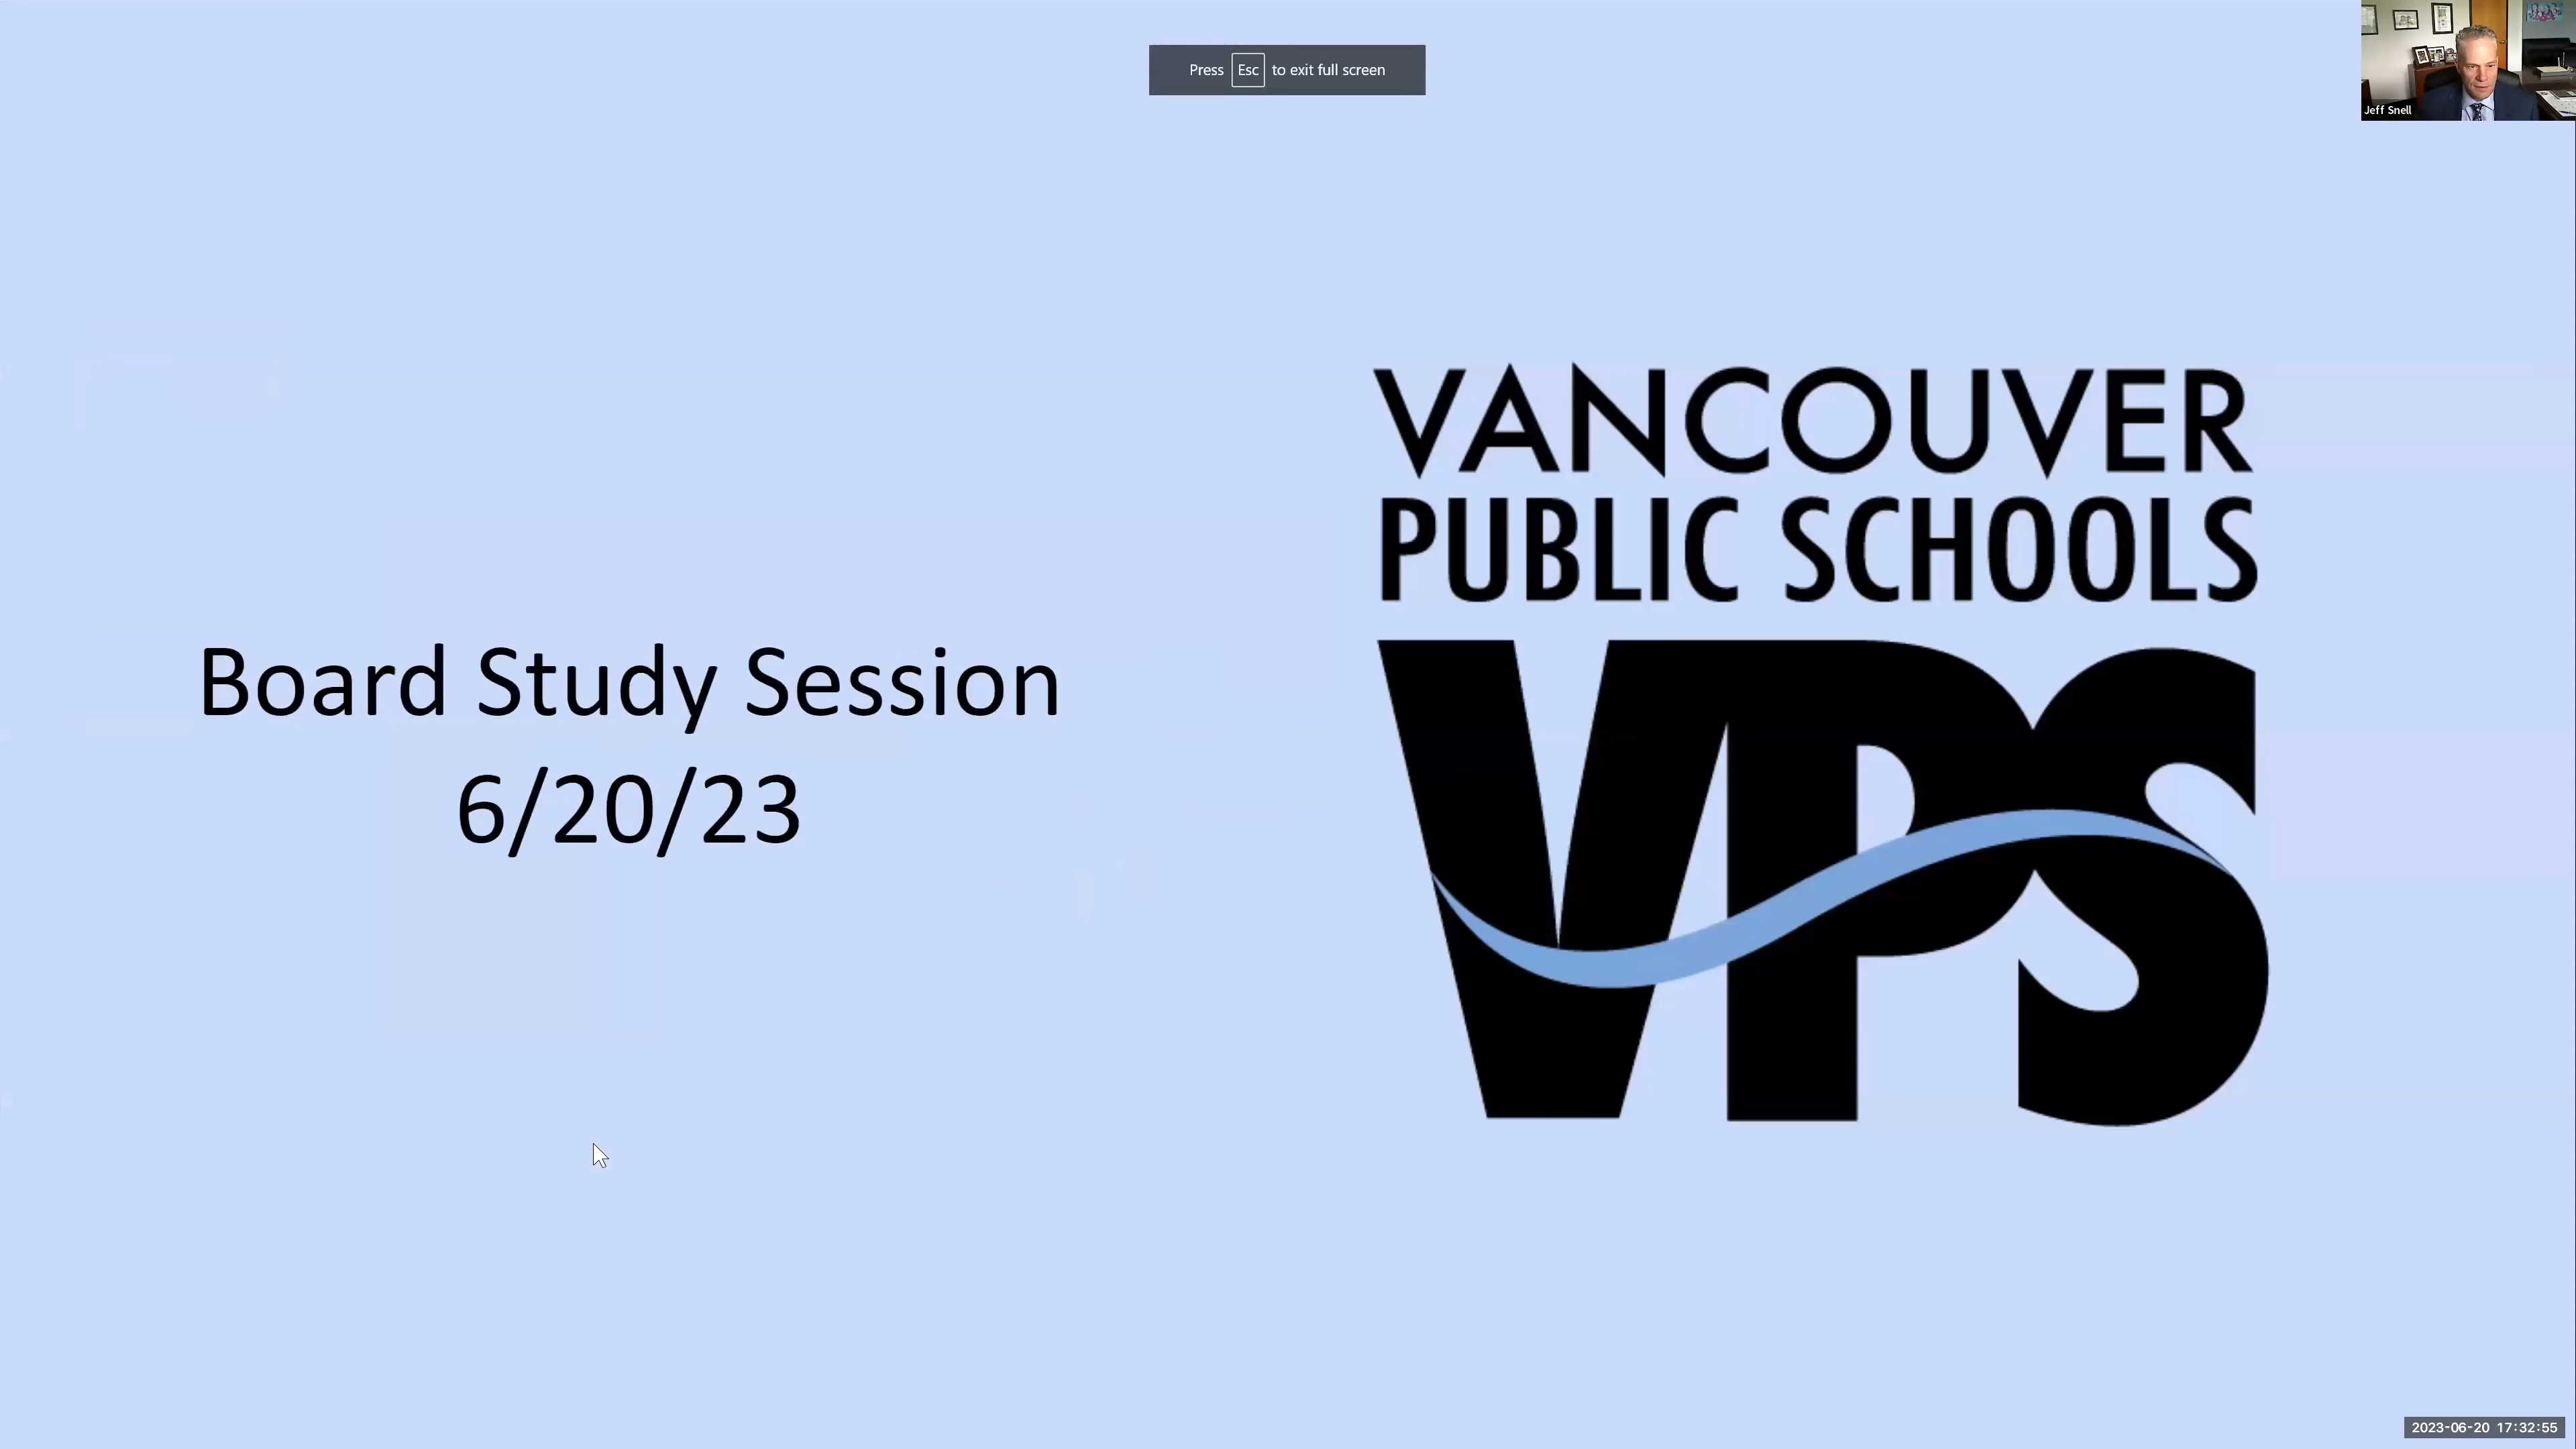 Press Esc to exit full screen
Jeff Snell
VANCOUVER
PUBLIC SCHOOLS
VPS
Board Study Session
6/20/23
2023-06-20 17:32:55